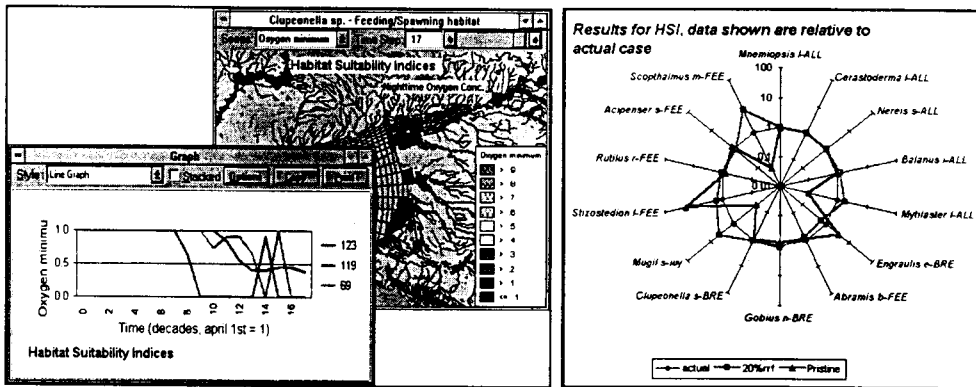 Clupeonella sp. - Feeding/Spawning habitat
Oxygen minimum
Time Step:
17
Habitat Suitability Indices
Nighttime Oxygen Conc.
Oxygen minimum
> 9
> 8
> 7
> 6
> 5
> 4
> 3
> 2
> 1
<= 1
Graph
Style:
Line Graph
Stacked
Oxygen minimu
1.0
0.5
0.0
0 2 4 6 8 10 12 14 16
123
119
69
Time (decades, april 1st = 1)
Habitat Suitability Indices
Results for HSI, data shown are relative to
actual case
Mnemiopsis l-ALL
Cerastoderma l-ALL
Nereis s-ALL
Balanus i-ALL
Mytilaster l-ALL
Engraulis e-BRE
Abramis b-FEE
Gobius n-BRE
Clupeonella s-BRE
Mugil s-juy
Stizostedion l-FEE
Rutilus r-FEE
Acipenser s-FEE
Scopthalmus m-FEE
100
10
actual
20%rrf
Pristine